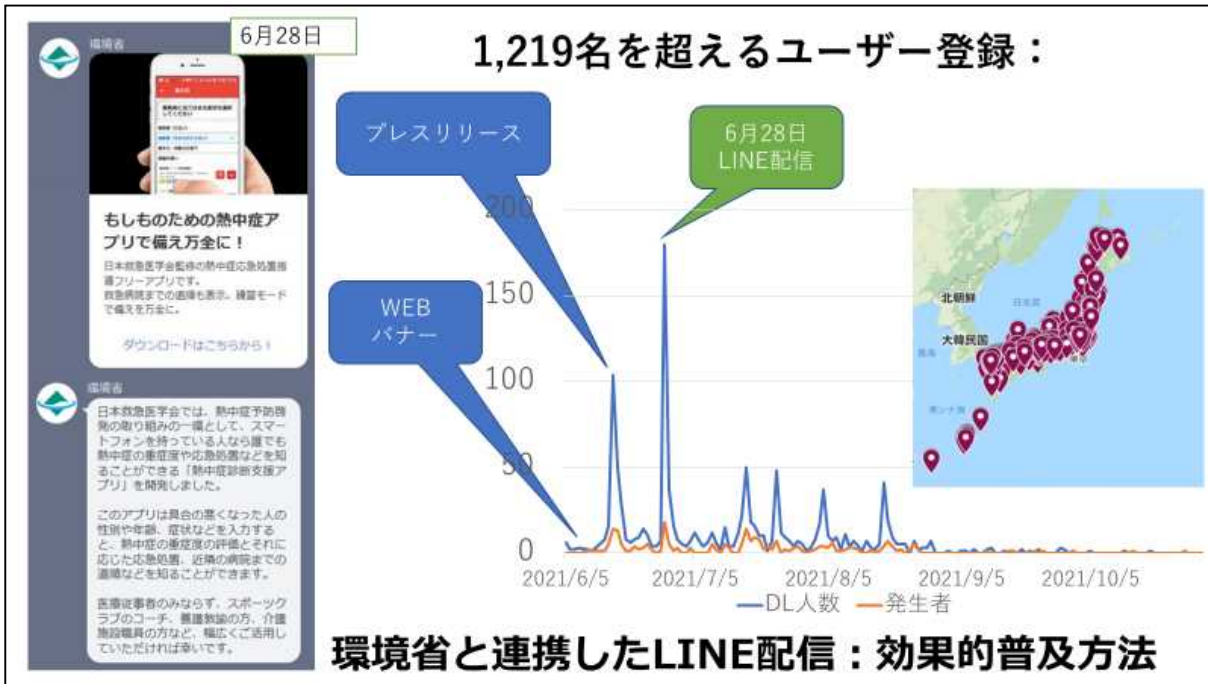 6月28日
環境省
もしものための熱中症ア
プリで備え万全に！
日本救急医学会監修の熱中症応急処置指
導フリーアプリです。
救急病院までの道順も表示。練習モード
で備えを万全に。
ダウンロードはこちらから！
環境省
日本救急医学会では、熱中症予防啓
発の取り組みの一環として、スマー
トフォンを持っている人なら誰でも
熱中症の重症度や応急処置などを知
ることができる「熱中症診断支援ア
プリ」を開発しました。
このアプリは具合の悪くなった人の
性別や年齢、症状などを入力する
と、熱中症の重症度の評価とそれに
応じた応急処置、近隣の病院までの
道順などを知ることができます。
医療従事者のみならず、スポーツク
ラブのコーチ、養護教諭の方、介護
施設職員の方など、幅広くご活用し
ていただければ幸いです。
1,219名を超えるユーザー登録：
プレスリリース
6月28日
LINE配信
WEB
バナー
200
150
100
50
0
2021/6/5
2021/7/5
2021/8/5
2021/9/5
2021/10/5
DL人数
発生者
北朝鮮
日本海
大韓民国
東京
東シナ海
環境省と連携したLINE配信：効果的普及方法